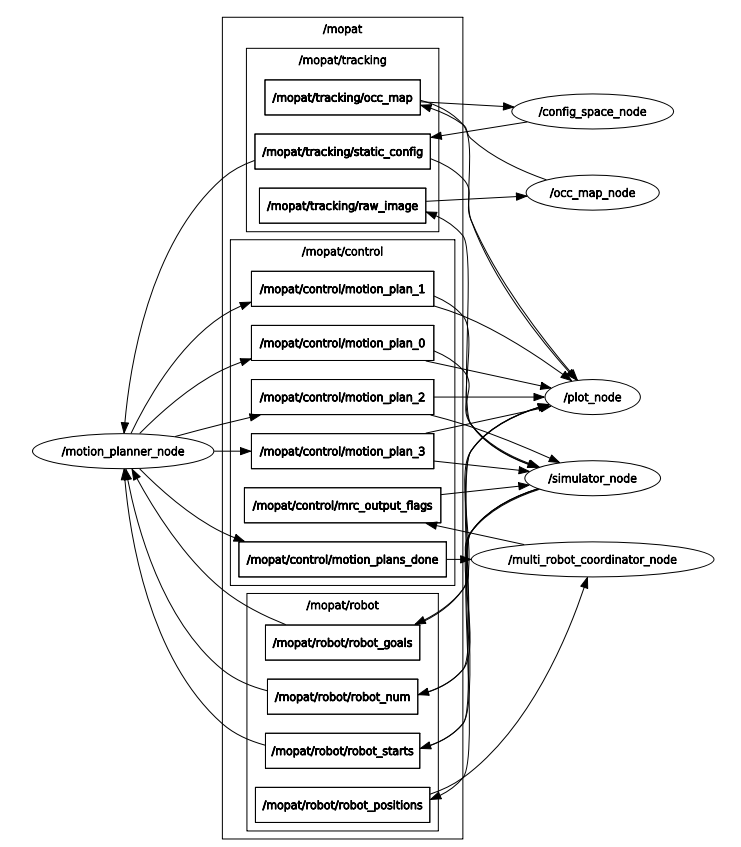 /mopat
/mopat/tracking
/mopat/tracking/occ_map
/config_space_node
/mopat/tracking/static_config
/occ_map_node
/mopat/tracking/raw_image
/mopat/control
/mopat/control/motion_plan_1
/mopat/control/motion_plan_0
/mopat/control/motion_plan_2
/plot_node
/motion_planner_node
/mopat/control/motion_plan_3
/simulator_node
/mopat/control/mrc_output_flags
/mopat/control/motion_plans_done
/multi_robot_coordinator_node
/mopat/robot
/mopat/robot/robot_goals
/mopat/robot/robot_num
/mopat/robot/robot_starts
/mopat/robot/robot_positions